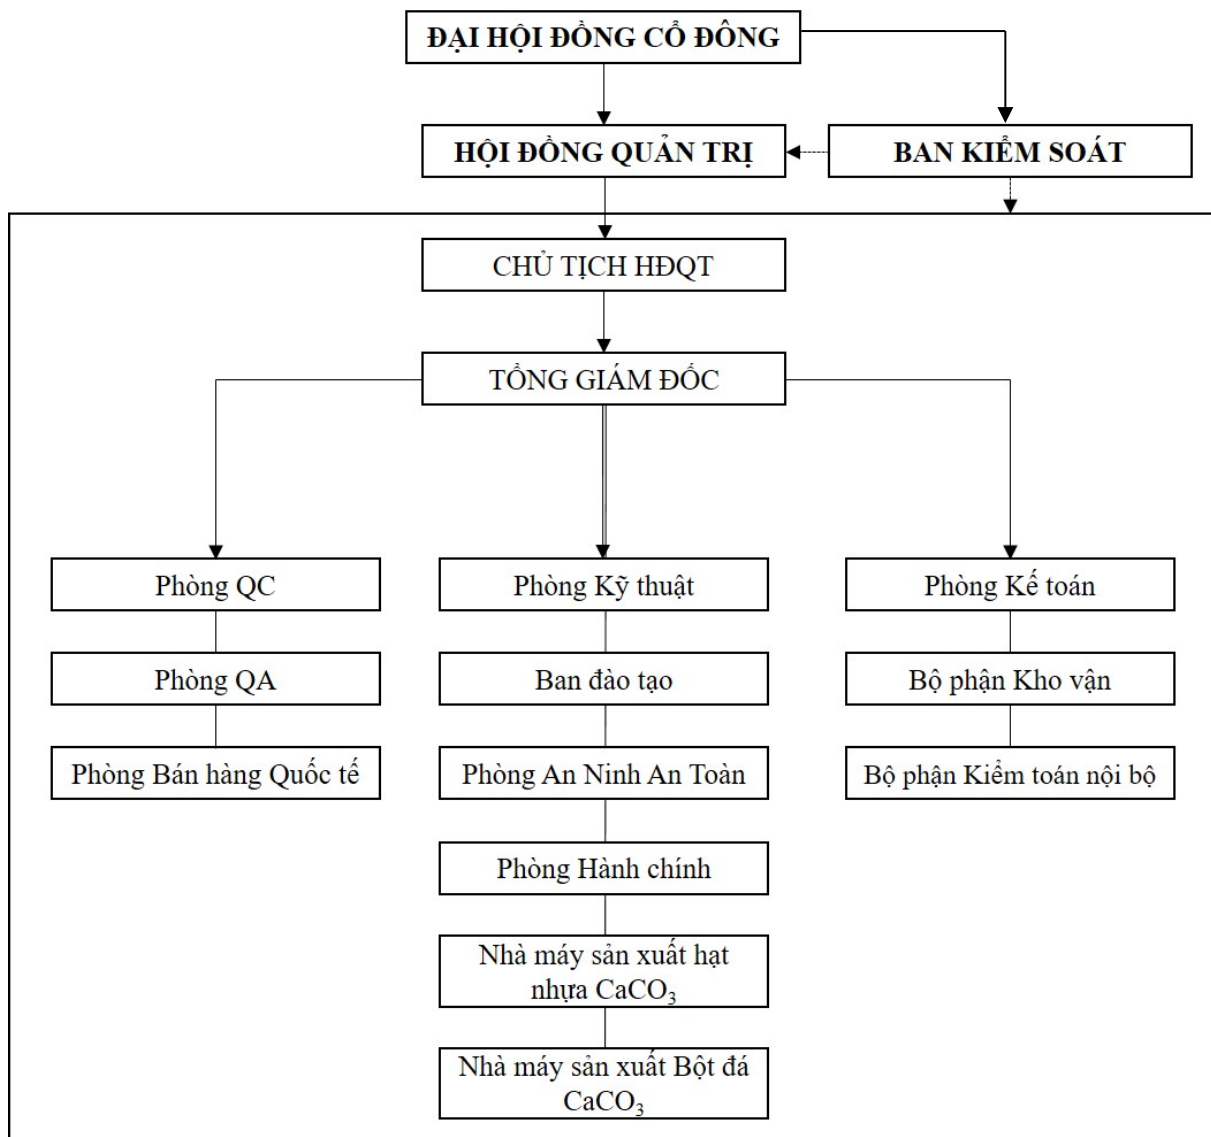 ĐẠI HỘI ĐỒNG CỔ ĐÔNG
HỘI ĐỒNG QUẢN TRỊ
BAN KIỂM SOÁT
CHỦ TỊCH HĐQT
TỔNG GIÁM ĐỐC
Phòng QC
Phòng Kỹ thuật
Phòng Kế toán
Phòng QA
Ban đào tạo
Bộ phận Kho vận
Phòng Bán hàng Quốc tế
Phòng An Ninh An Toàn
Bộ phận Kiểm toán nội bộ
Phòng Hành chính
Nhà máy sản xuất hạt
nhựa CaCO₃
Nhà máy sản xuất Bột đá
CaCO₃